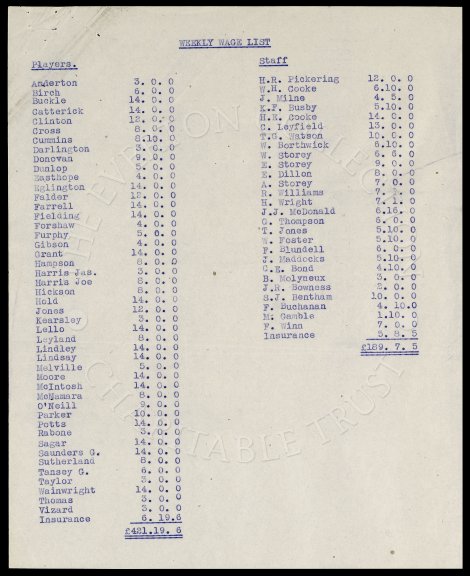 WEEKLY WAGE LIST
Players.
Anderton 3. 0. 0
Birch 6. 0. 0
Buckle 14. 0. 0
Catterick 14. 0. 0
Clinton 12. 0. 0
Cross 8. 0. 0
Cummins 8.10. 0
Darlington 3. 0. 0
Donovan 9. 0. 0
Dunlop 5. 0. 0
Easthope 4. 0. 0
Eglington 14. 0. 0
Falder 12. 0. 0
Farrell 14. 0. 0
Fielding 14. 0. 0
Forshaw 4. 0. 0
Furphy 5. 0. 0
Gibson 4. 0. 0
Grant 14. 0. 0
Hampson 8. 0. 0
Harris Jas. 3. 0. 0
Harris Joe 8. 0. 0
Hickson 8. 0. 0
Hold 14. 0. 0
Jones 12. 0. 0
Kearsley 3. 0. 0
Lello 14. 0. 0
Leyland 8. 0. 0
Lindley 14. 0. 0
Lindsay 14. 0. 0
Melville 5. 0. 0
Moore 14. 0. 0
McIntosh 14. 0. 0
McNamara 8. 0. 0
O'Neill 9. 0. 0
Parker 10. 0. 0
Potts 14. 0. 0
Rabone 3. 0. 0
Sagar 14. 0. 0
Saunders G. 14. 0. 0
Sutherland 8. 0. 0
Tansey G. 6. 0. 0
Taylor 3. 0. 0
Wainwright 14. 0. 0
Thomas 3. 0. 0
Vizard 3. 0. 0
Insurance 6. 19.6
£421.19. 6
Staff
H.R. Pickering 12. 0. 0
W.H. Cooke 6.10. 0
J. Milne 4. 5. 0
K.F. Busby 5.10. 0
H.E. Cooke 14. 0. 0
C. Leyfield 13. 0. 0
T.G. Watson 10. 0. 0
W. Borthwick 6.10. 0
W. Storey 6. 6. 0
E. Storey 9. 0. 0
E. Dillon 8. 0. 0
A. Storey 7. 0. 0
R. Williams 7. 2. 0
H. Wright 7. 1. 0
J.J. McDonald 6.16. 0
C. Thompson 6. 0. 0
T. Jones 5.10. 0
W. Foster 5.10. 0
F. Blundell 6. 0. 0
J. Maddocks 5.10. 0
C.E. Bond 4.10. 0
B. Molyneux 3. 0. 0
J.R. Bowness 2. 0. 0
S.J. Bentham 10. 0. 0
F. Buchanan 4. 10.0
M. Gamble 1.10. 0
F. Winn 7. 0. 0
Insurance 5. 8. 5
£189. 7. 5
CHARITABLE TRUST